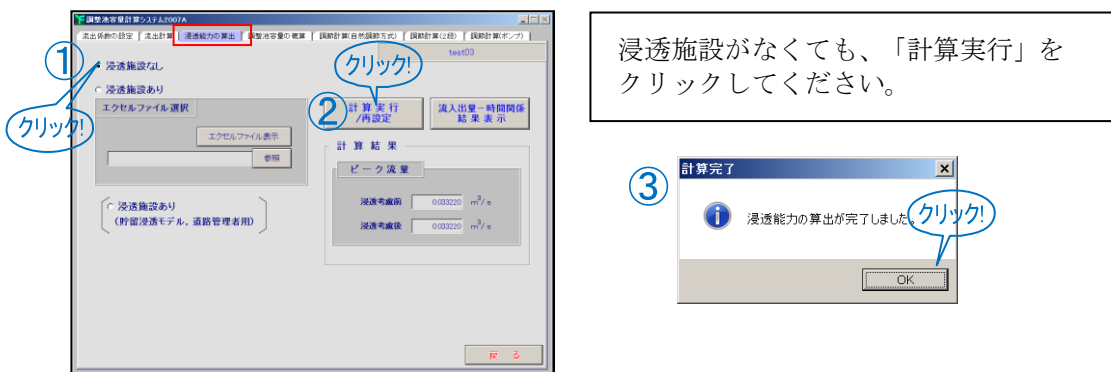 調整池容量計算システム2007A
流出係数の設定 流出計算 浸透能力の算出 調整池容量の概算 調節計算(自然調節方式) 調節計算(2段) 調節計算(ポンプ)
test03
① 浸透施設なし
クリック!
浸透施設あり
エクセルファイル選択
クリック!
エクセルファイル表示
参照
② 計算実行
/再設定
流入出量－時間関係
結果表示
計算結果
ピーク流量
浸透考慮前 0.033220 m³/s
浸透考慮後 0.033220 m³/s
浸透施設あり
(貯留浸透モデル，道路管理者用)
戻る
浸透施設がなくても、「計算実行」を
クリックしてください。
③
計算完了
浸透能力の算出が完了しました。
クリック!
OK